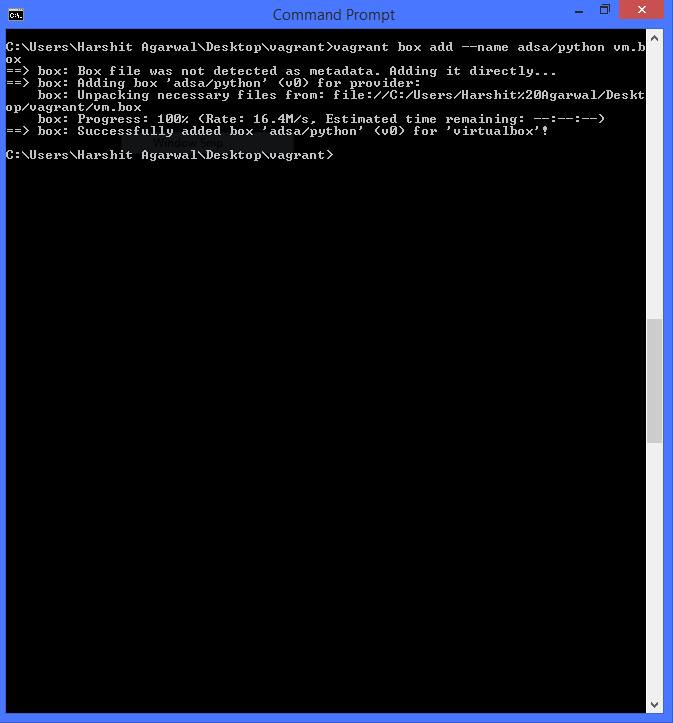 Command Prompt
C:\Users\Harshit Agarwal\Desktop\vagrant>vagrant box add --name adsa/python vm.b
ox
==> box: Box file was not detected as metadata. Adding it directly...
==> box: Adding box 'adsa/python' (v0) for provider:
    box: Unpacking necessary files from: file://C:/Users/Harshit%20Agarwal/Deskt
op/vagrant/vm.box
    box: Progress: 100% (Rate: 16.4M/s, Estimated time remaining: --:--:--)
==> box: Successfully added box 'adsa/python' (v0) for 'virtualbox'!
C:\Users\Harshit Agarwal\Desktop\vagrant>